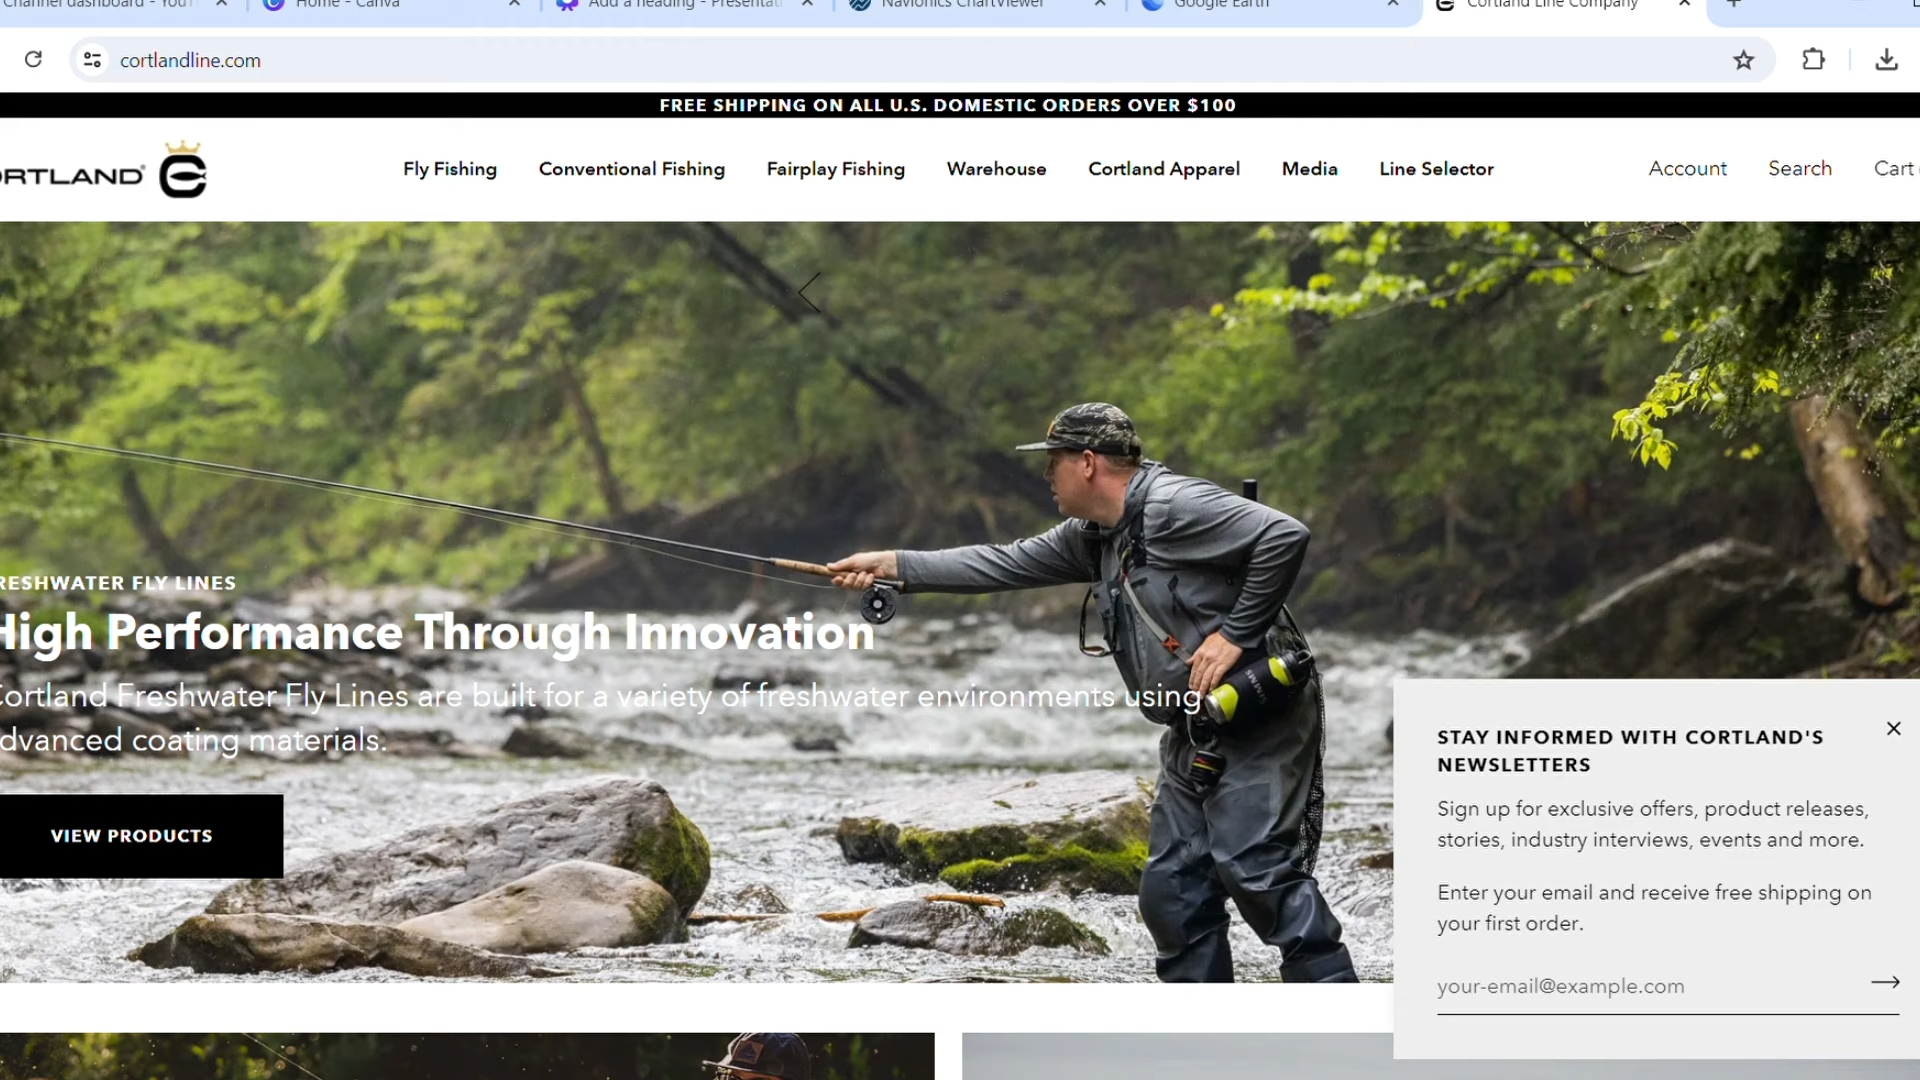 Channel dashboard - YouT
Home - Canva
Add a heading - Presentat
Navionics ChartViewer
Google Earth
Cortland Line Company
cortlandline.com
FREE SHIPPING ON ALL U.S. DOMESTIC ORDERS OVER $100
ORTLAND
Fly Fishing
Conventional Fishing
Fairplay Fishing
Warehouse
Cortland Apparel
Media
Line Selector
Account
Search
Cart
RESHWATER FLY LINES
High Performance Through Innovation
Cortland Freshwater Fly Lines are built for a variety of freshwater environments using
dvanced coating materials.
VIEW PRODUCTS
SIMMS
STAY INFORMED WITH CORTLAND'S
NEWSLETTERS
Sign up for exclusive offers, product releases,
stories, industry interviews, events and more.
Enter your email and receive free shipping on
your first order.
your-email@example.com